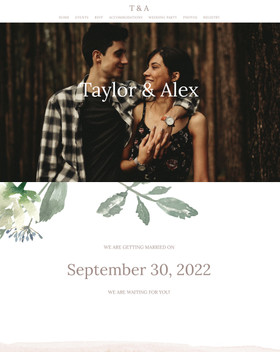 T & A
HOME EVENTS RSVP ACCOMMODATIONS WEDDING PARTY PHOTOS REGISTRY
Taylor & Alex
WE ARE GETTING MARRIED ON
September 30, 2022
WE ARE WAITING FOR YOU!